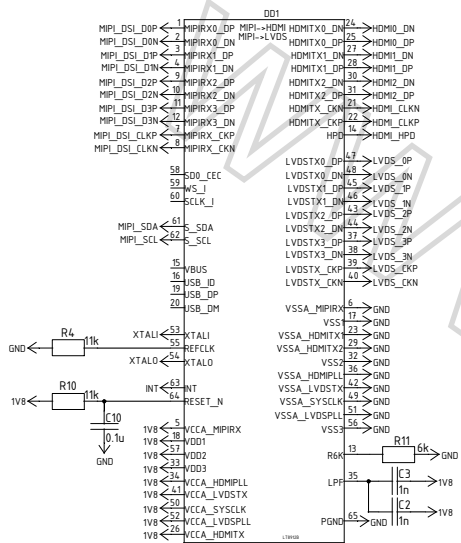 DD1
MIPI->HDMI
MIPI->LVDS
MIPI_DSI_D0P 1 MIPIRX0_DP
MIPI_DSI_D0N 2 MIPIRX0_DN
MIPI_DSI_D1P 3 MIPIRX1_DP
MIPI_DSI_D1N 4 MIPIRX1_DN
MIPI_DSI_D2P 9 MIPIRX2_DP
MIPI_DSI_D2N 10 MIPIRX2_DN
MIPI_DSI_D3P 11 MIPIRX3_DP
MIPI_DSI_D3N 12 MIPIRX3_DN
MIPI_DSI_CLKP 7 MIPIRX_CKP
MIPI_DSI_CLKN 8 MIPIRX_CKN
58 SD0_CEC
59 WS_I
60 SCLK_I
MIPI_SDA 61 S_SDA
MIPI_SCL 62 S_SCL
15 VBUS
16 USB_ID
19 USB_DP
20 USB_DM
XTALI 53 XTALI
GND R4 11k 55 REFCLK
XTALO 54 XTALO
INT 63 INT
1V8 R10 11k 64 RESET_N
C10
0.1u
GND
1V8 5 VCCA_MIPIRX
1V8 18 VDD1
1V8 57 VDD2
1V8 33 VDD3
1V8 34 VCCA_HDMIPLL
1V8 41 VCCA_LVDSTX
1V8 50 VCCA_SYSCLK
1V8 52 VCCA_LVDSPLL
1V8 26 VCCA_HDMITX
HDMITX0_DN 24 HDMI0_DN
HDMITX0_DP 25 HDMI0_DP
HDMITX1_DN 27 HDMI1_DN
HDMITX1_DP 28 HDMI1_DP
HDMITX2_DN 30 HDMI2_DN
HDMITX2_DP 31 HDMI2_DP
HDMITX_CKN 21 HDMI_CLKN
HDMITX_CKP 22 HDMI_CLKP
HPD 14 HDMI_HPD
LVDSTX0_DP 47 LVDS_0P
LVDSTX0_DN 48 LVDS_0N
LVDSTX1_DP 45 LVDS_1P
LVDSTX1_DN 46 LVDS_1N
LVDSTX2_DP 43 LVDS_2P
LVDSTX2_DN 44 LVDS_2N
LVDSTX3_DP 37 LVDS_3P
LVDSTX3_DN 38 LVDS_3N
LVDSTX_CKP 39 LVDS_CKP
LVDSTX_CKN 40 LVDS_CKN
VSSA_MIPIRX 6 GND
VSS1 17 GND
VSSA_HDMITX1 23 GND
VSSA_HDMITX2 29 GND
VSS2 32 GND
VSSA_HDMIPLL 36 GND
VSSA_LVDSTX 42 GND
VSSA_SYSCLK 49 GND
VSSA_LVDSPLL 51 GND
VSS3 56 GND
R6K 13 R11 6k GND
LPF 35 C3 1n 1V8
C2 1n 1V8
PGND 65 GND